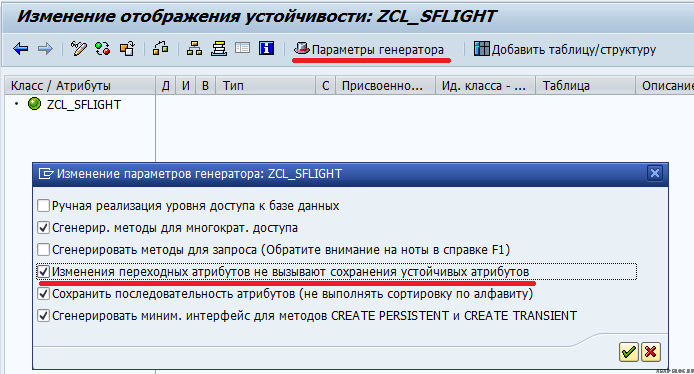 Изменение отображения устойчивости: ZCL_SFLIGHT
Параметры генератора
Добавить таблицу/структуру
Класс / Атрибуты Д И В Тип С Присвоенно... Ид. класса - ... Таблица Описание
ZCL_SFLIGHT
Изменение параметров генератора: ZCL_SFLIGHT
Ручная реализация уровня доступа к базе данных
Сгенерир. методы для многократ. доступа
Сгенерировать методы для запроса (Обратите внимание на ноты в справке F1)
Изменения переходных атрибутов не вызывают сохранения устойчивых атрибутов
Сохранить последовательность атрибутов (не выполнять сортировку по алфавиту)
Сгенерировать миним. интерфейс для методов CREATE PERSISTENT и CREATE TRANSIENT